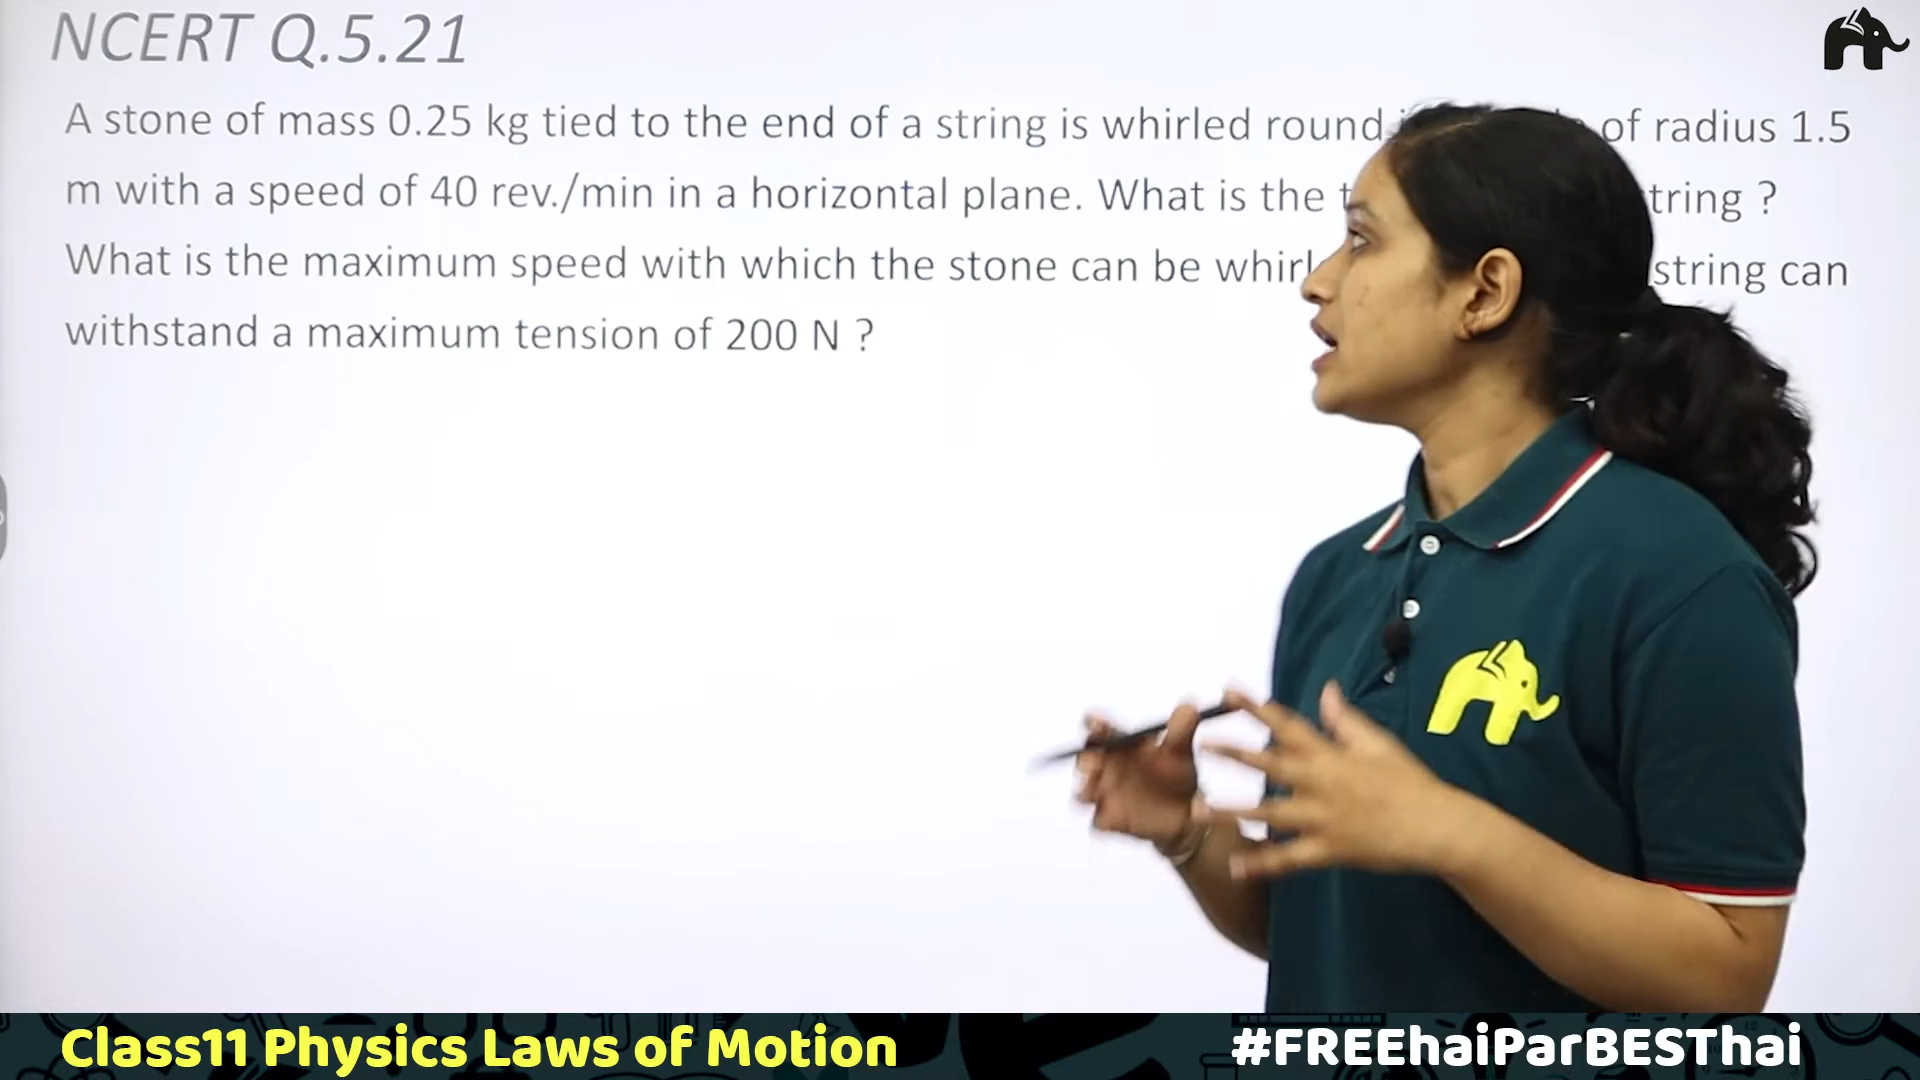 NCERT Q.5.21
A stone of mass 0.25 kg tied to the end of a string is whirled round of radius 1.5
m with a speed of 40 rev./min in a horizontal plane. What is the tring ?
What is the maximum speed with which the stone can be whirl string can
withstand a maximum tension of 200 N ?
Class11 Physics Laws of Motion
#FREEhaiParBESThai